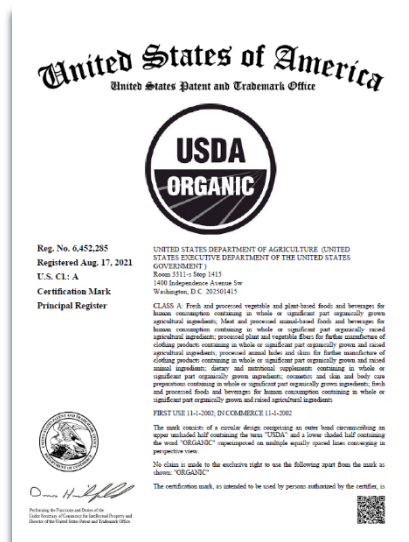 United States of America
United States Patent and Trademark Office
USDA
ORGANIC
Reg. No. 6,452,285
Registered Aug. 17, 2021
U.S. Cl.: A
Certification Mark
Principal Register
UNITED STATES DEPARTMENT OF AGRICULTURE (UNITED
STATES EXECUTIVE DEPARTMENT OF THE UNITED STATES
GOVERNMENT )
Room 3311-s Stop 1415
1400 Independence Avenue Sw
Washington, D.C. 202501415
CLASS A: Fresh and processed vegetable and plant-based foods and beverages for
human consumption containing in whole or significant part organically grown
agricultural ingredients; Meat and processed animal-based foods and beverages for
human consumption containing in whole or significant part organically raised
agricultural ingredients; processed plant and vegetable fibers for further manufacture of
clothing products containing in whole or significant part organically grown and raised
agricultural ingredients; processed animal hides and skins for further manufacture of
clothing products containing in whole or significant part organically grown and raised
animal ingredients; dietary and nutritional supplements containing in whole or
significant part organically grown ingredients; cosmetics and skin and body care
preparations containing in whole or significant part organically grown ingredients; fresh
and processed foods and beverages for human consumption containing in whole or
significant part organically grown and raised agricultural ingredients
FIRST USE 11-1-2002; IN COMMERCE 11-1-2002
The mark consists of a circular design comprising an outer band circumscribing an
upper unshaded half containing the term "USDA" and a lower shaded half containing
the word "ORGANIC" superimposed on multiple equally spaced lines converging in
perspective view.
No claim is made to the exclusive right to use the following apart from the mark as
shown: "ORGANIC"
The certification mark, as intended to be used by persons authorized by the certifier, is
Performing the Functions and Duties of the
Under Secretary of Commerce for Intellectual Property and
Director of the United States Patent and Trademark Office